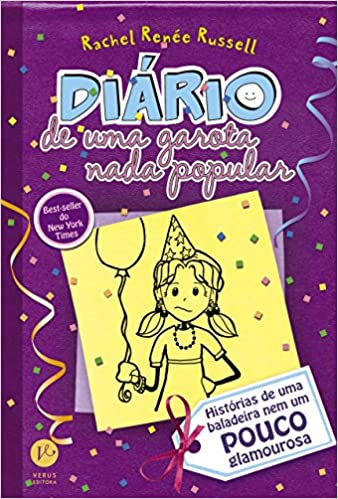 Rachel Renée Russell
DIÁRIO
de uma garota
nada popular
Best-seller
do
New York
Times
Histórias de uma
baladeira nem um
POUCO
glamourosa
VE
VERUS
EDITORA